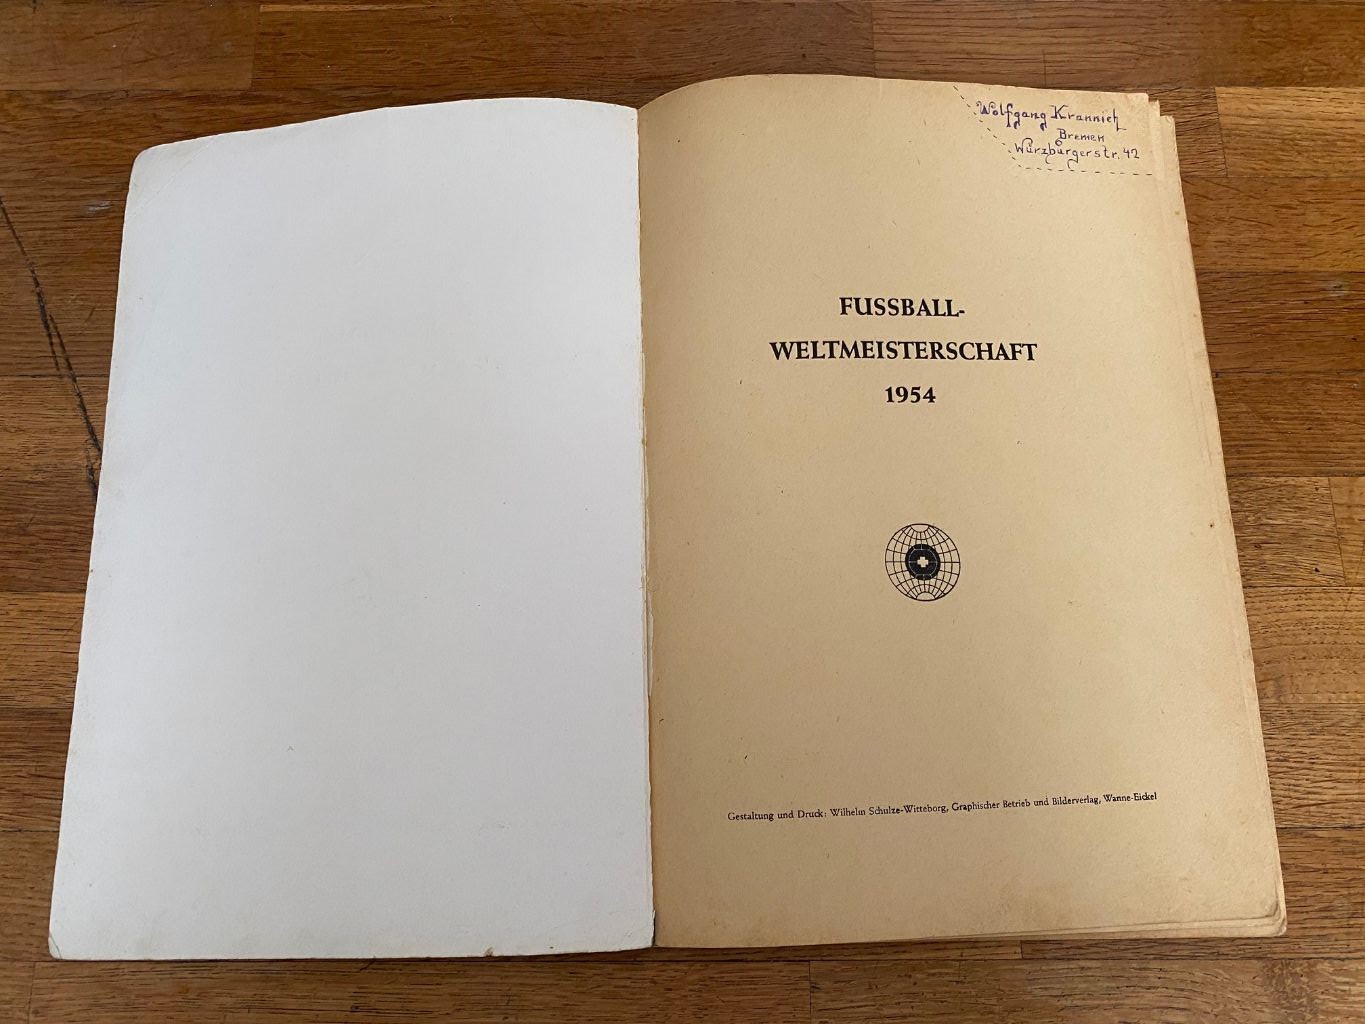 Wolfgang Krannich
Bremen
Würzburgerstr. 42
FUSSBALL-
WELTMEISTERSCHAFT
1954
Gestaltung und Druck: Wilhelm Schulze-Witteborg, Graphischer Betrieb und Bilderverlag, Wanne-Eickel